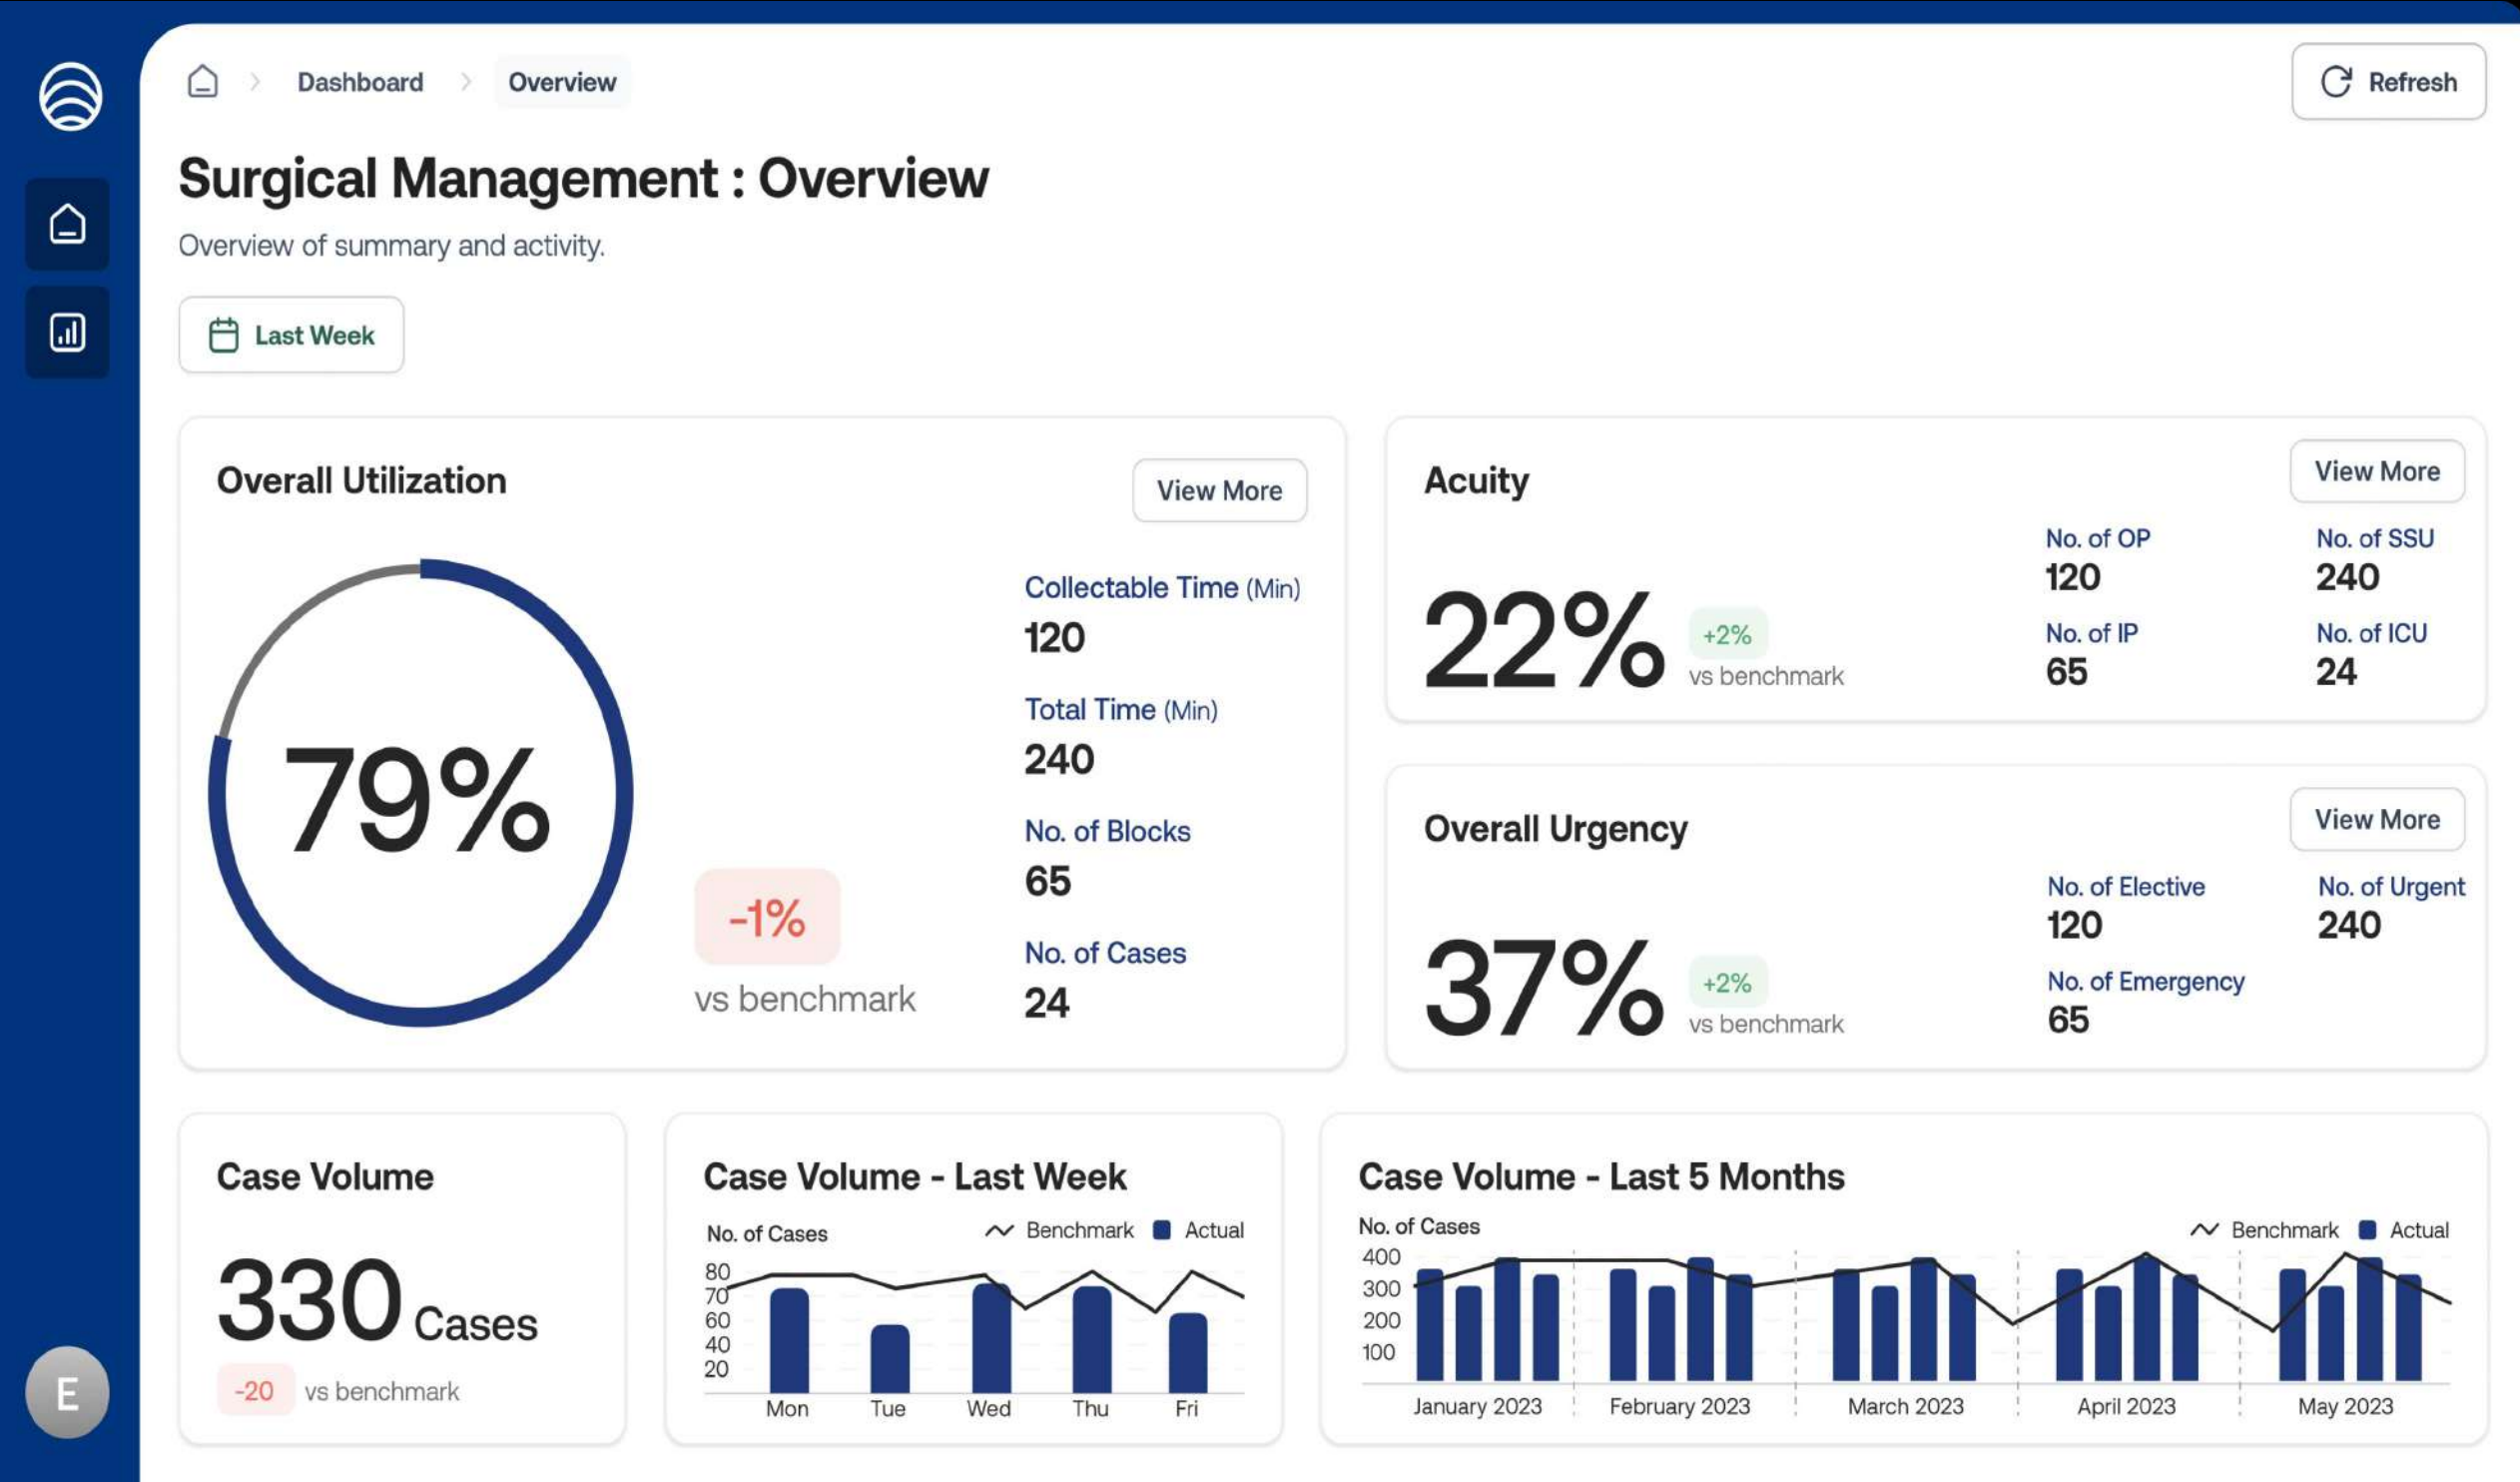 Dashboard
Overview
Refresh
Surgical Management : Overview
Overview of summary and activity.
Last Week
Overall Utilization
View More
79%
-1%
vs benchmark
Collectable Time (Min)
120
Total Time (Min)
240
No. of Blocks
65
No. of Cases
24
Acuity
View More
22%
+2%
vs benchmark
No. of OP
120
No. of SSU
240
No. of IP
65
No. of ICU
24
Overall Urgency
View More
37%
+2%
vs benchmark
No. of Elective
120
No. of Urgent
240
No. of Emergency
65
Case Volume
330 Cases
-20 vs benchmark
Case Volume - Last Week
No. of Cases
Benchmark Actual
80
70
60
40
20
Mon Tue Wed Thu Fri
Case Volume - Last 5 Months
No. of Cases
Benchmark Actual
400
300
200
100
January 2023 February 2023 March 2023 April 2023 May 2023
E